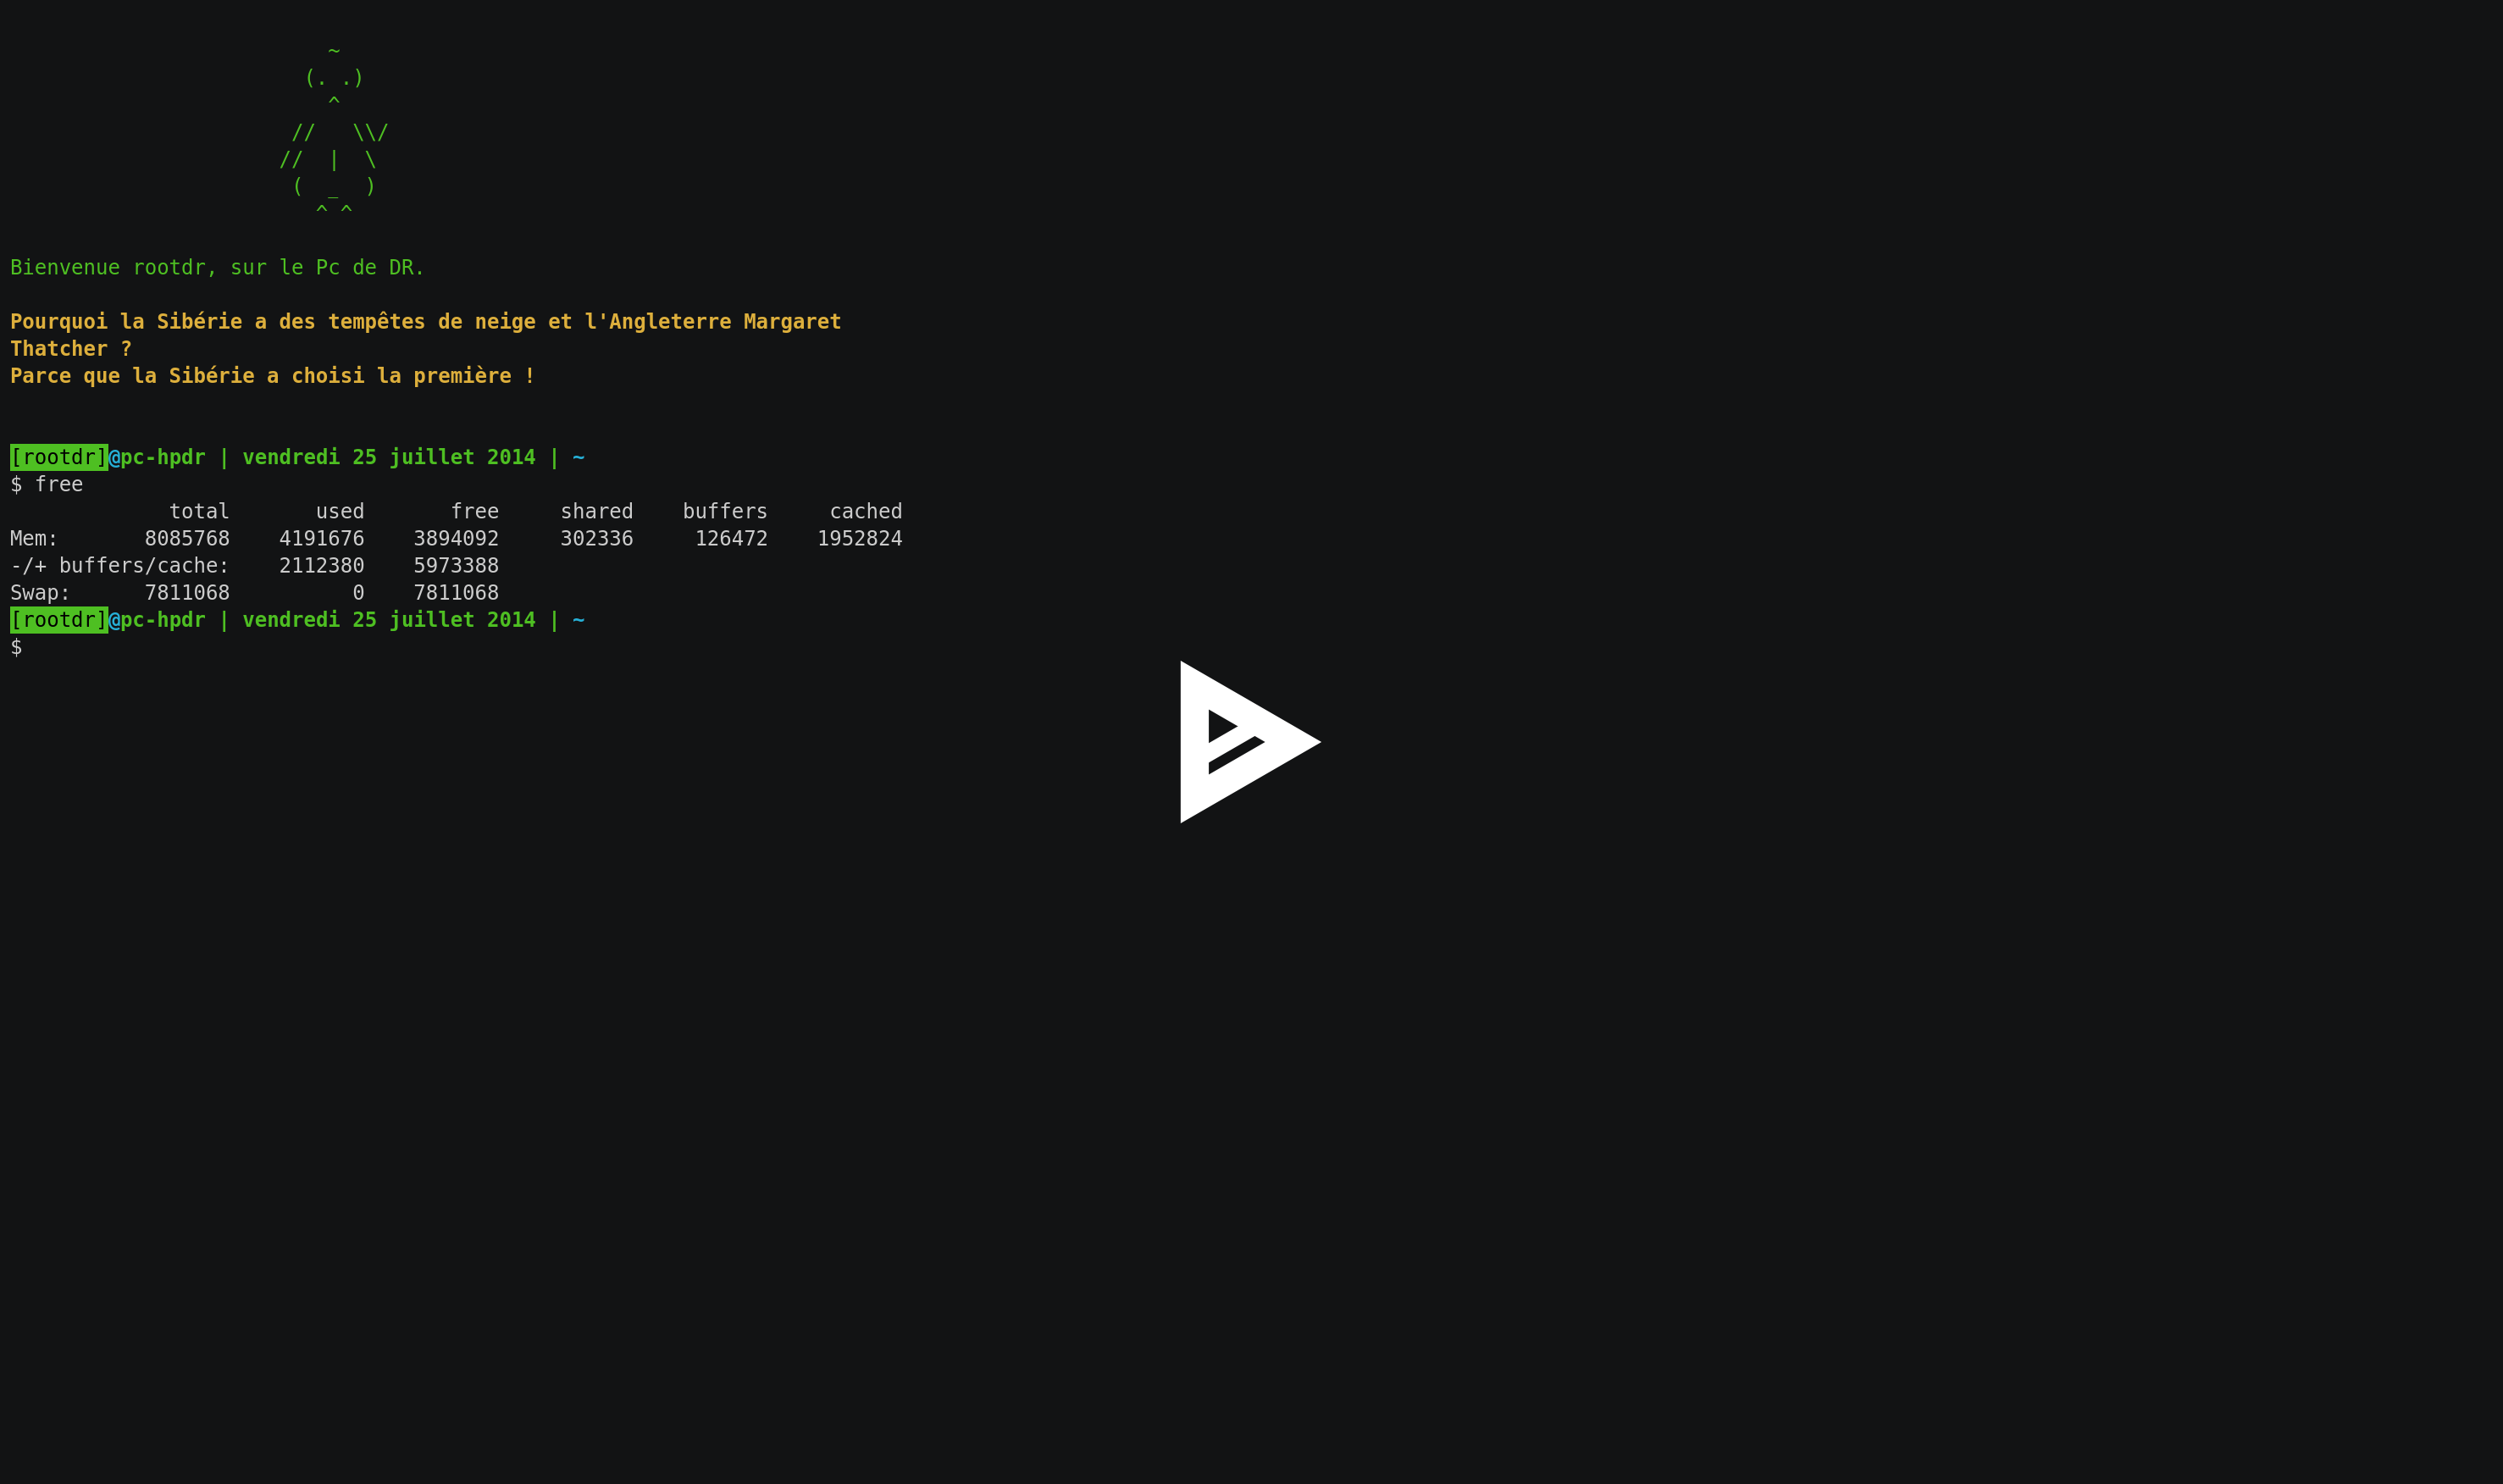 ~
             (. .)
               ^
            //   \\/
           //  |  \
            (  _  )
              ^ ^
Bienvenue rootdr, sur le Pc de DR.
Pourquoi la Sibérie a des tempêtes de neige et l'Angleterre Margaret
Thatcher ?
Parce que la Sibérie a choisi la première !
[rootdr]@pc-hpdr | vendredi 25 juillet 2014 | ~
$ free
             total       used       free     shared    buffers     cached
Mem:       8085768    4191676    3894092     302336     126472    1952824
-/+ buffers/cache:    2112380    5973388
Swap:      7811068          0    7811068
[rootdr]@pc-hpdr | vendredi 25 juillet 2014 | ~
$